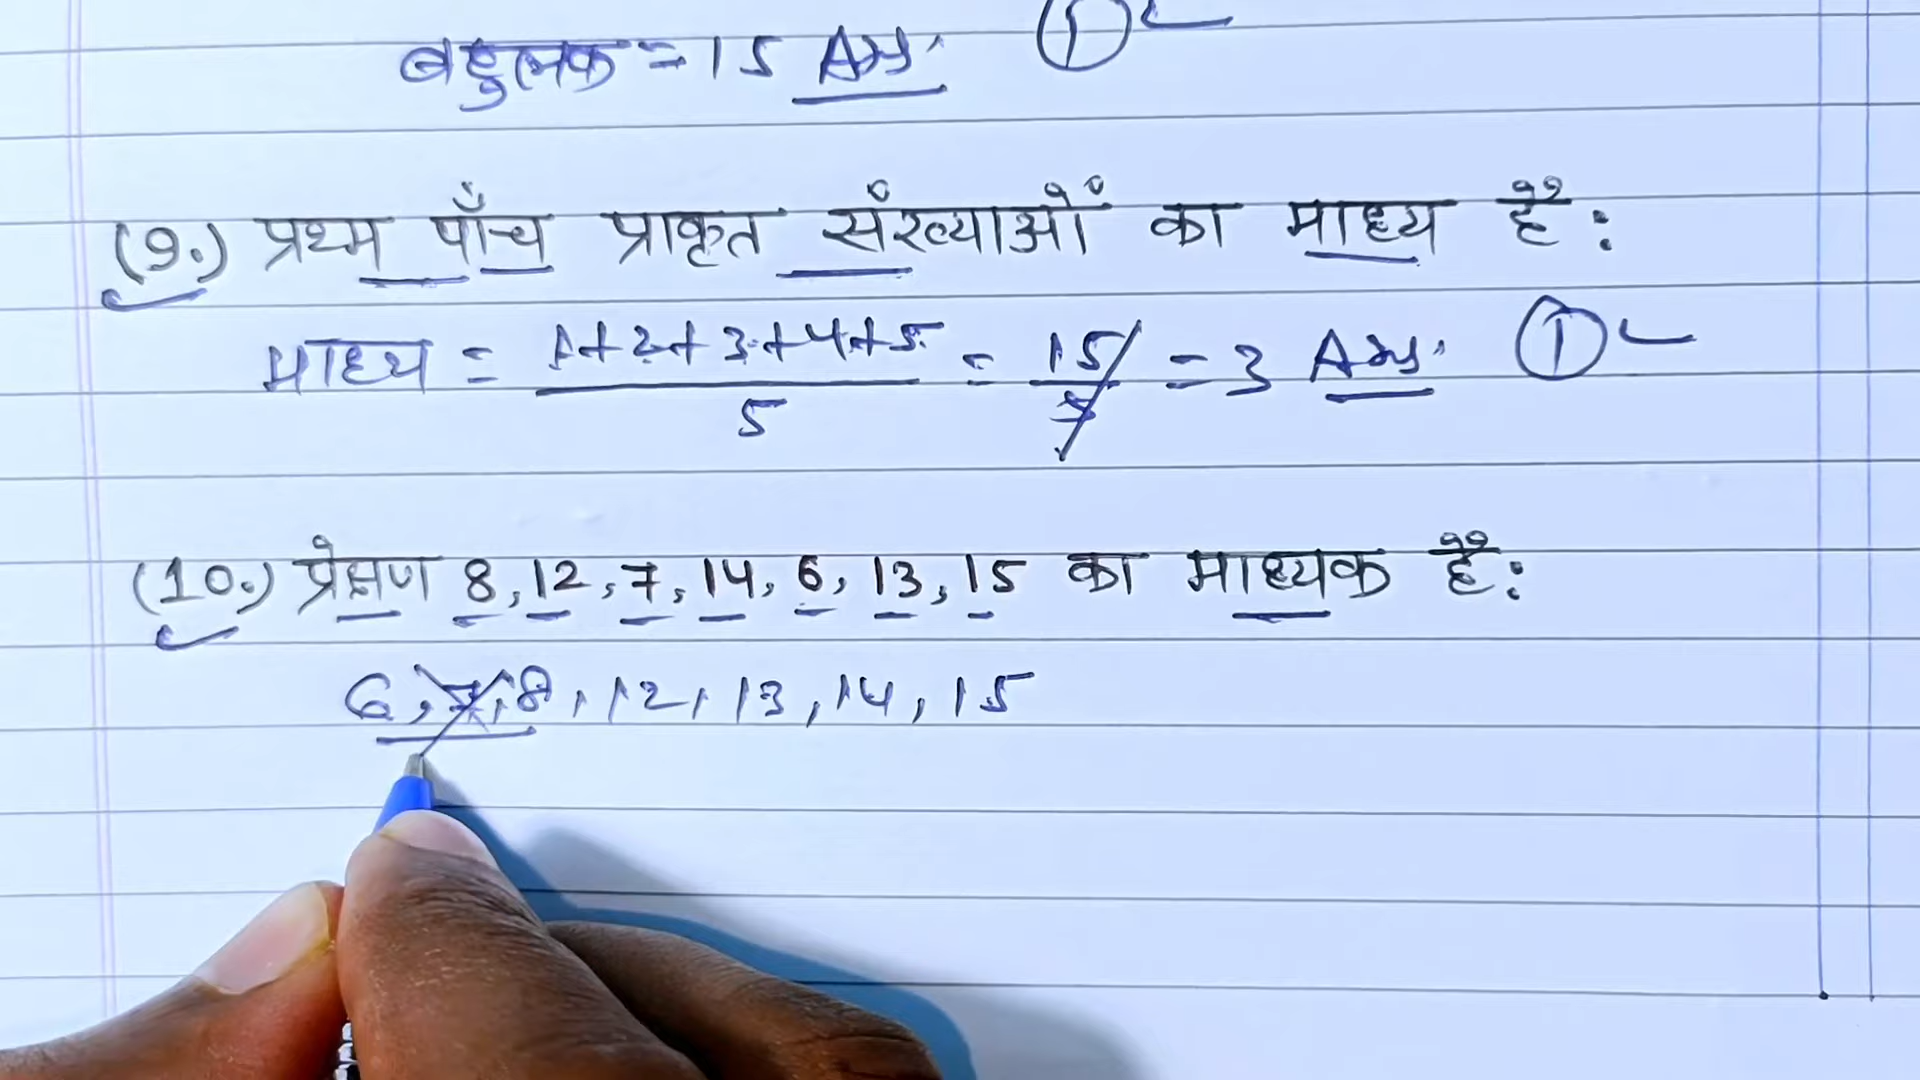 बहुलक = 15 Ans. ①
(9.) प्रथम पाँच प्राकृत संख्याओं का माध्य है :
माध्य = 1+2+3+4+5 / 5 = 15/5 = 3 Ans. ①
(10.) प्रेक्षण 8, 12, 7, 14, 6, 13, 15 का माध्यक है :
6, 7, 8, 12, 13, 14, 15